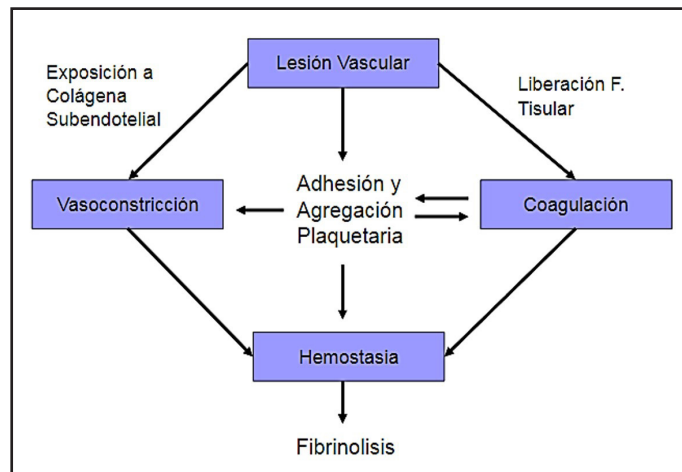 Lesión Vascular
Exposición a
Colágena
Subendotelial
Liberación F.
Tisular
Vasoconstricción
Adhesión y
Agregación
Plaquetaria
Coagulación
Hemostasia
Fibrinolisis